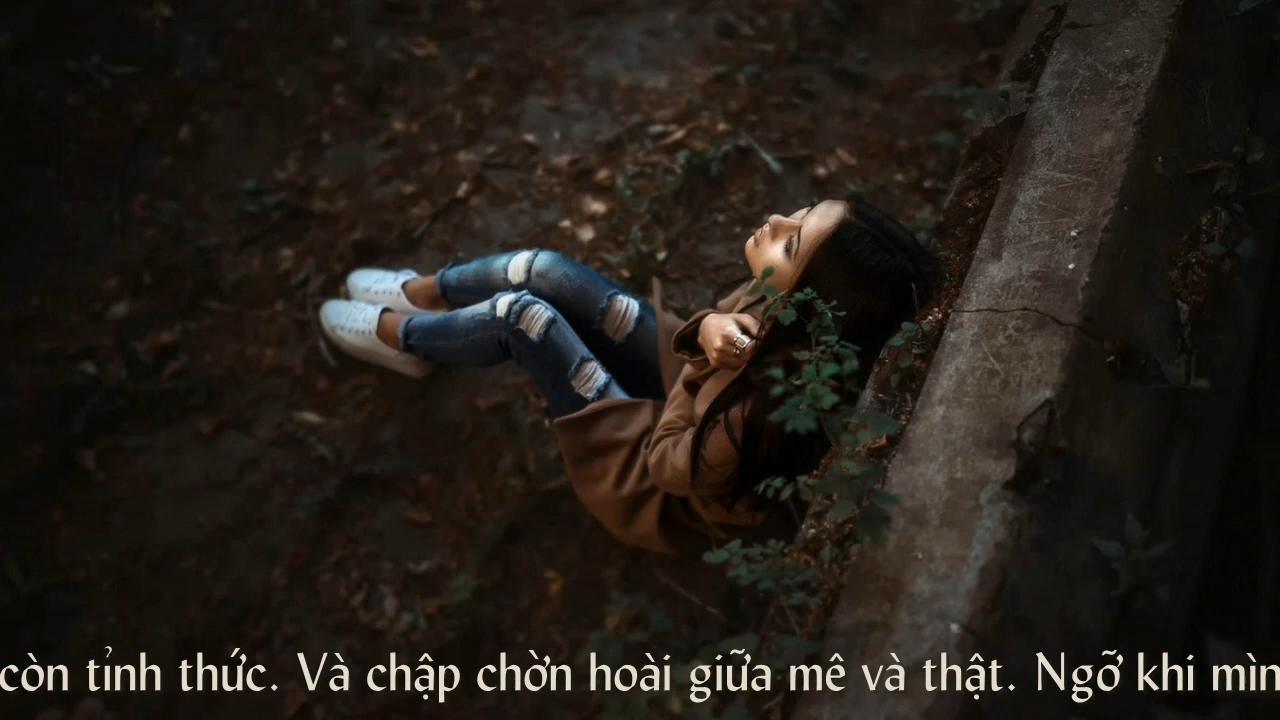 còn tỉnh thức. Và chập chờn hoài giữa mê và thật. Ngỡ khi mìn